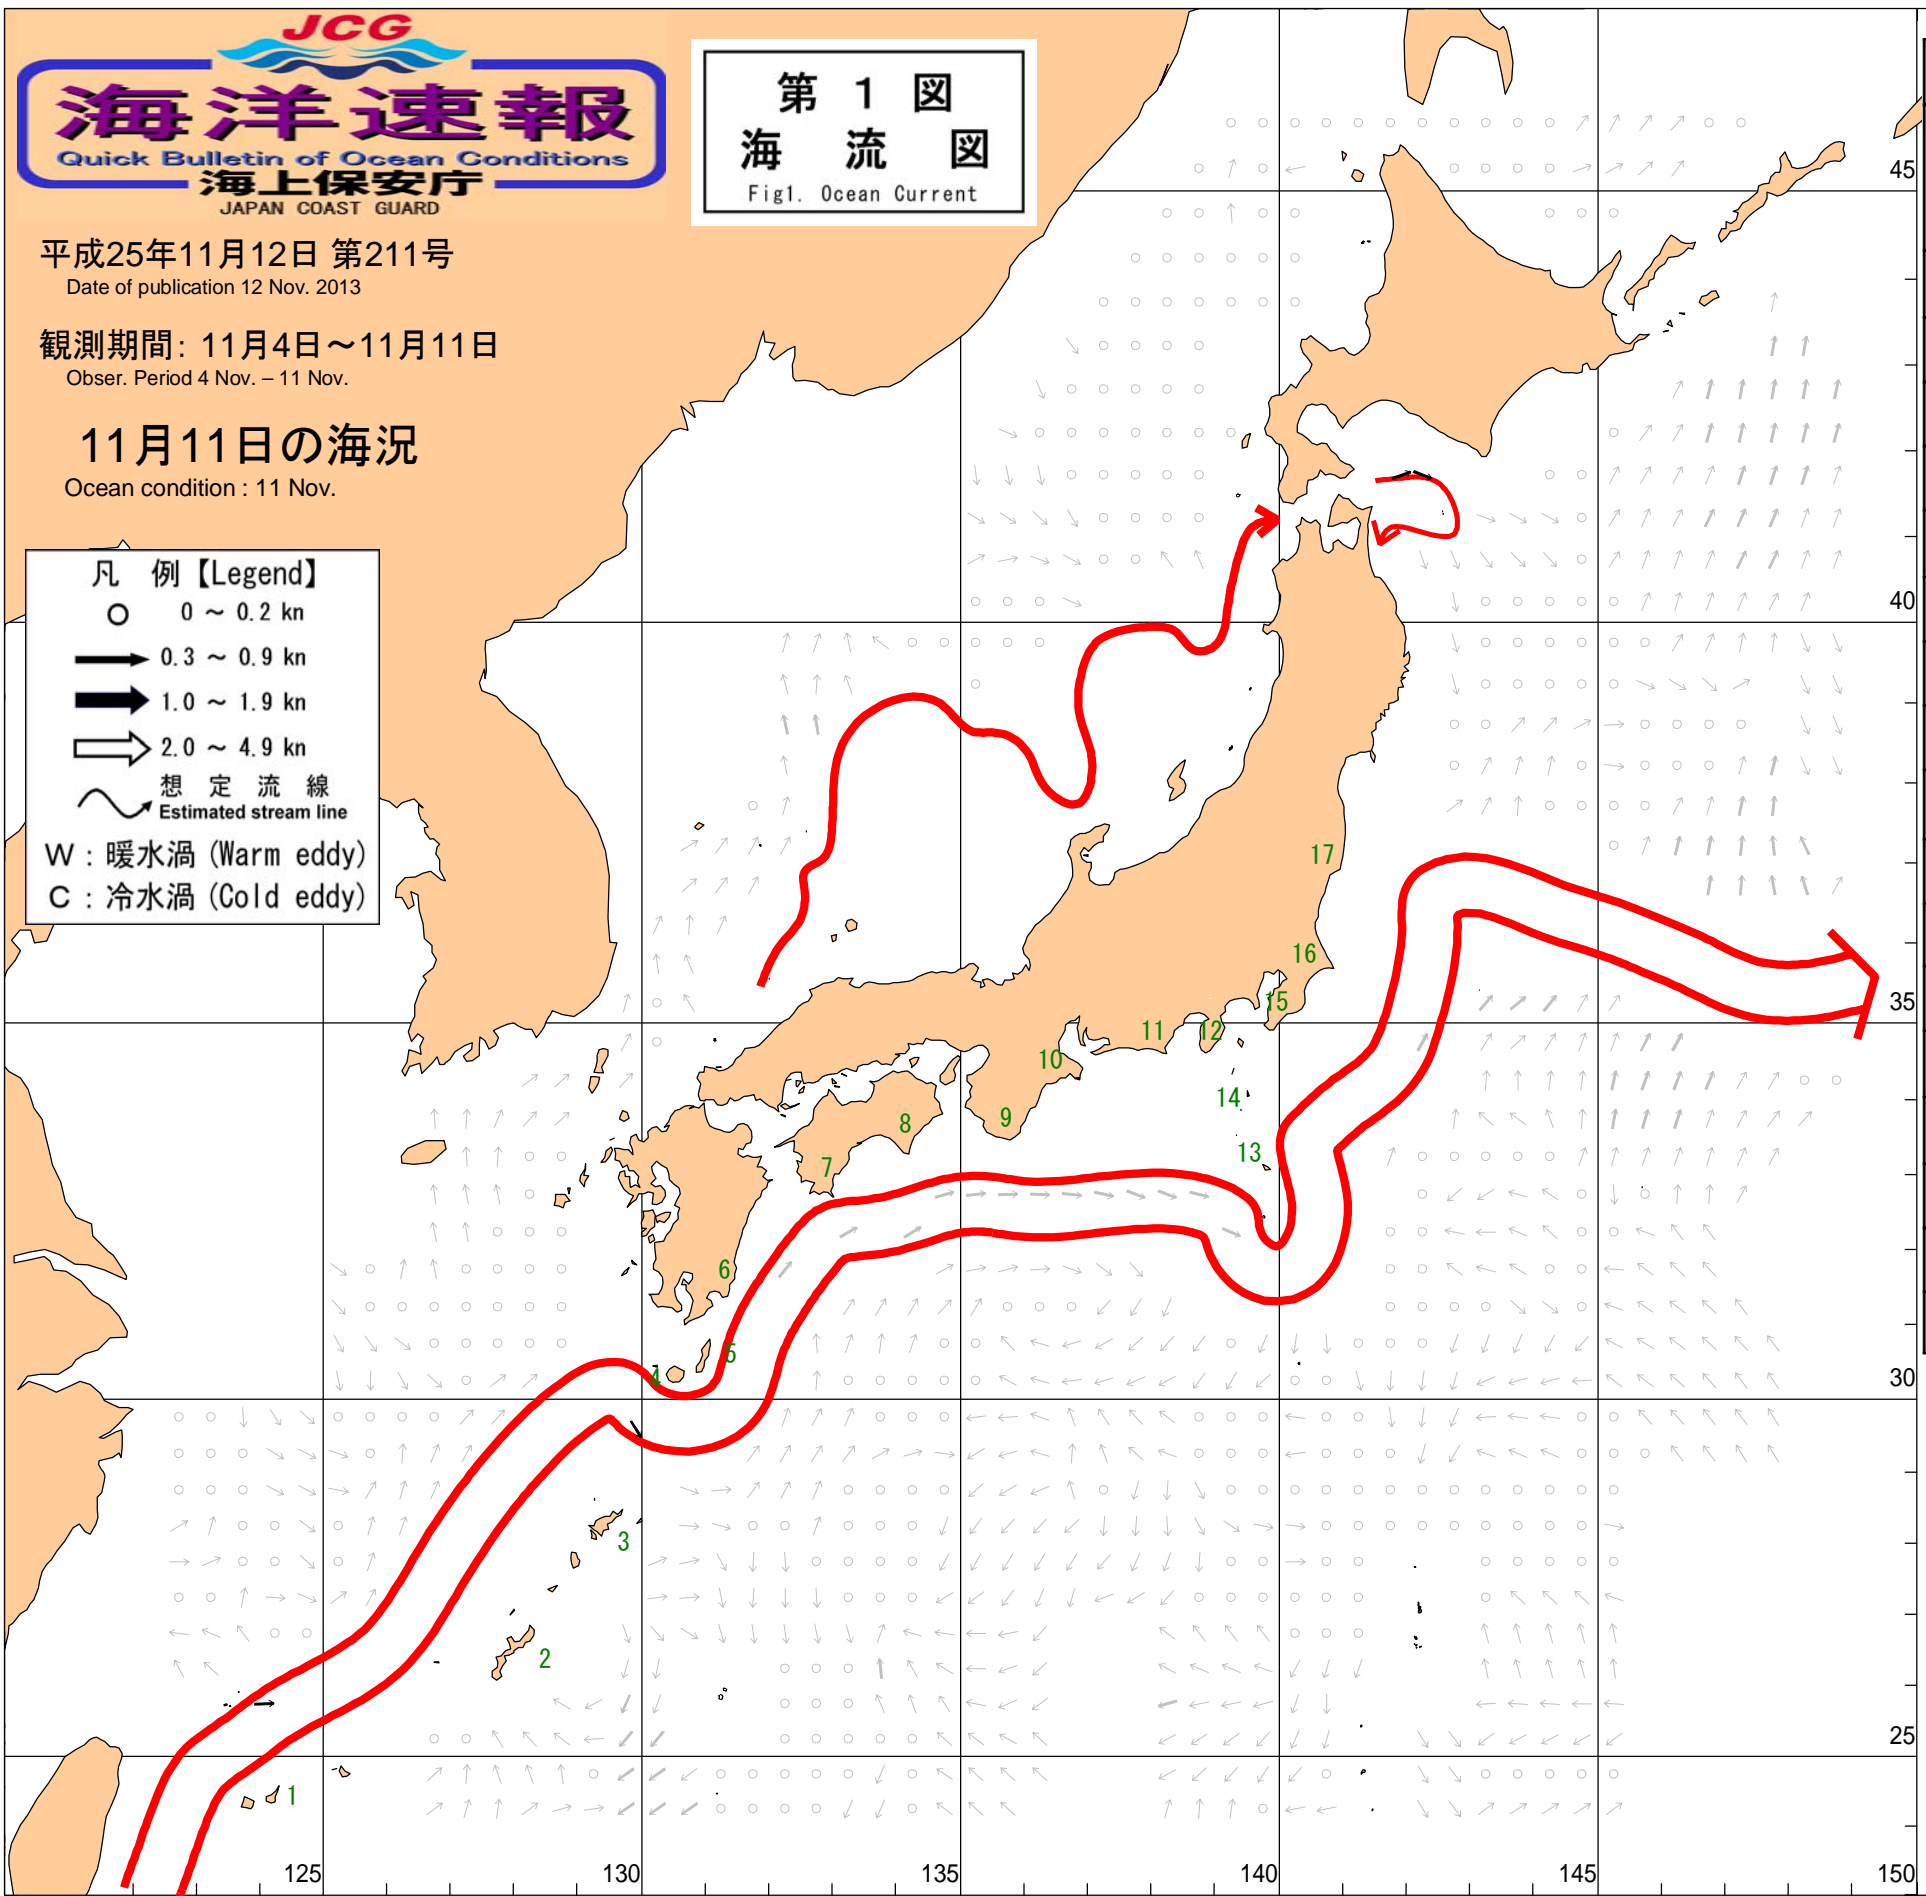 JCG
海洋速報
Quick Bulletin of Ocean Conditions
海上保安庁
JAPAN COAST GUARD
第 1 図
海 流 図
Fig1. Ocean Current
平成25年11月12日 第211号
Date of publication 12 Nov. 2013
観測期間: 11月4日～11月11日
Obser. Period 4 Nov. – 11 Nov.
11月11日の海況
Ocean condition : 11 Nov.
凡 例【Legend】
0 ～ 0.2 kn
0.3 ～ 0.9 kn
1.0 ～ 1.9 kn
2.0 ～ 4.9 kn
想 定 流 線
Estimated stream line
W : 暖水渦 (Warm eddy)
C : 冷水渦 (Cold eddy)
45
40
17
16
15
35
12
11
10
14
9
8
13
7
6
5
4
30
3
2
25
1
125
130
135
140
145
150